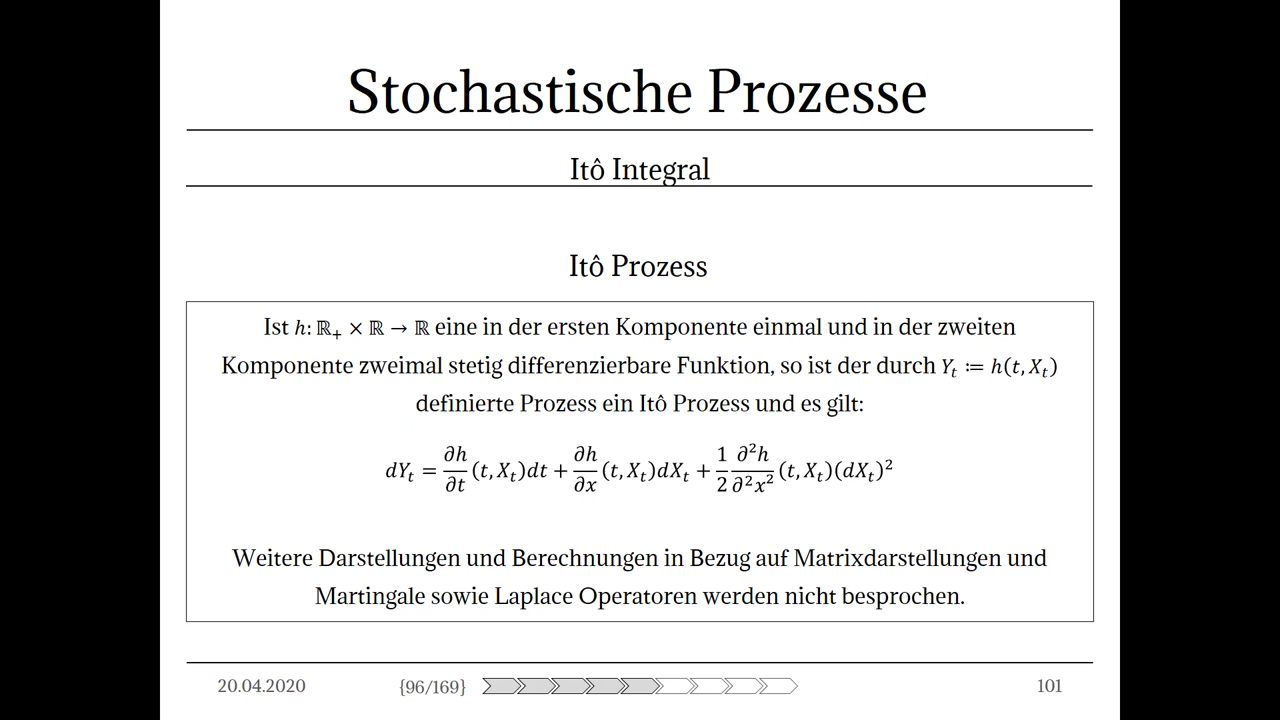 Stochastische Prozesse
Itô Integral
Itô Prozess
Ist h: ℝ₊ × ℝ → ℝ eine in der ersten Komponente einmal und in der zweiten
Komponente zweimal stetig differenzierbare Funktion, so ist der durch Yₜ ≔ h(t, Xₜ)
definierte Prozess ein Itô Prozess und es gilt:
dYₜ = ∂h/∂t (t, Xₜ)dt + ∂h/∂x (t, Xₜ)dXₜ + 1/2 ∂²h/∂²x² (t, Xₜ)(dXₜ)²
Weitere Darstellungen und Berechnungen in Bezug auf Matrixdarstellungen und
Martingale sowie Laplace Operatoren werden nicht besprochen.
20.04.2020 {96/169} 101